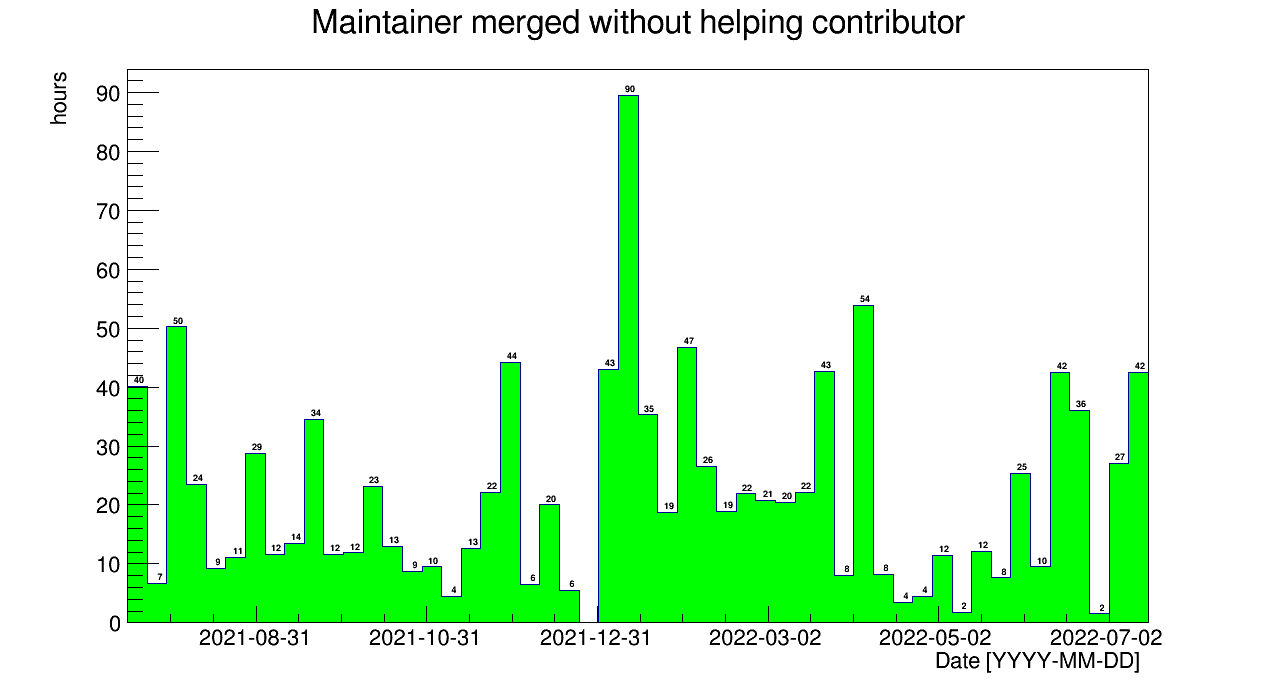 Maintainer merged without helping contributor
hours
90
80
70
60
50
40
30
20
10
0
40 7 50 24 9 11 29 12 14 34 12 12 23 13 9 10 4 13 22 44 6 20 6 43 90 35 19 47 26 19 22 21 20 22 43 8 54 8 4 4 12 2 12 8 25 10 42 36 2 27 42
2021-08-31 2021-10-31 2021-12-31 2022-03-02 2022-05-02 2022-07-02
Date [YYYY-MM-DD]